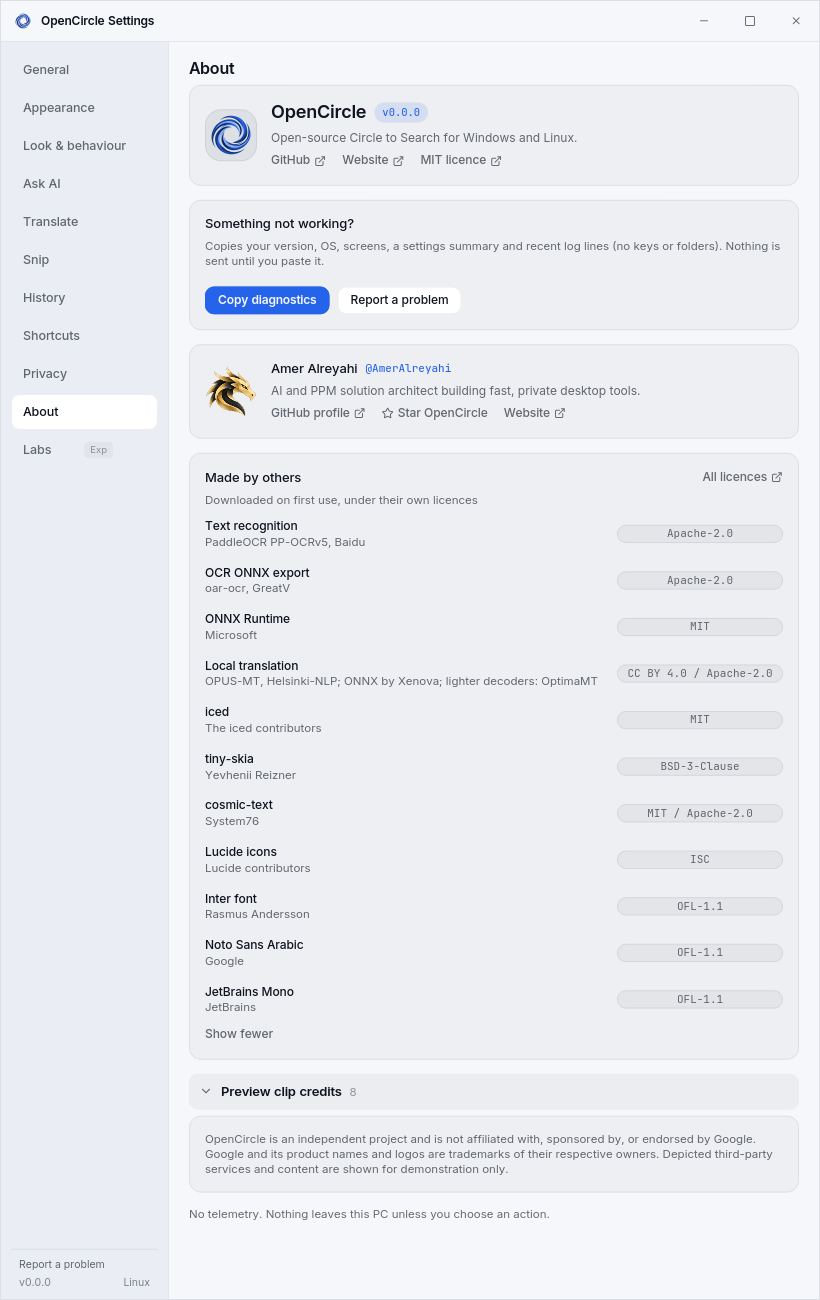 OpenCircle Settings
General
Appearance
Look & behaviour
Ask AI
Translate
Snip
History
Shortcuts
Privacy
About
Labs Exp
Report a problem
v0.0.0 Linux
About
OpenCircle v0.0.0
Open-source Circle to Search for Windows and Linux.
GitHub Website MIT licence
Something not working?
Copies your version, OS, screens, a settings summary and recent log lines (no keys or folders). Nothing is
sent until you paste it.
Copy diagnostics Report a problem
Amer Alreyahi @AmerAlreyahi
AI and PPM solution architect building fast, private desktop tools.
GitHub profile Star OpenCircle Website
Made by others All licences
Downloaded on first use, under their own licences
Text recognition
PaddleOCR PP-OCRv5, Baidu
Apache-2.0
OCR ONNX export
oar-ocr, GreatV
Apache-2.0
ONNX Runtime
Microsoft
MIT
Local translation
OPUS-MT, Helsinki-NLP; ONNX by Xenova; lighter decoders: OptimaMT
CC BY 4.0 / Apache-2.0
iced
The iced contributors
MIT
tiny-skia
Yevhenii Reizner
BSD-3-Clause
cosmic-text
System76
MIT / Apache-2.0
Lucide icons
Lucide contributors
ISC
Inter font
Rasmus Andersson
OFL-1.1
Noto Sans Arabic
Google
OFL-1.1
JetBrains Mono
JetBrains
OFL-1.1
Show fewer
Preview clip credits 8
OpenCircle is an independent project and is not affiliated with, sponsored by, or endorsed by Google.
Google and its product names and logos are trademarks of their respective owners. Depicted third-party
services and content are shown for demonstration only.
No telemetry. Nothing leaves this PC unless you choose an action.